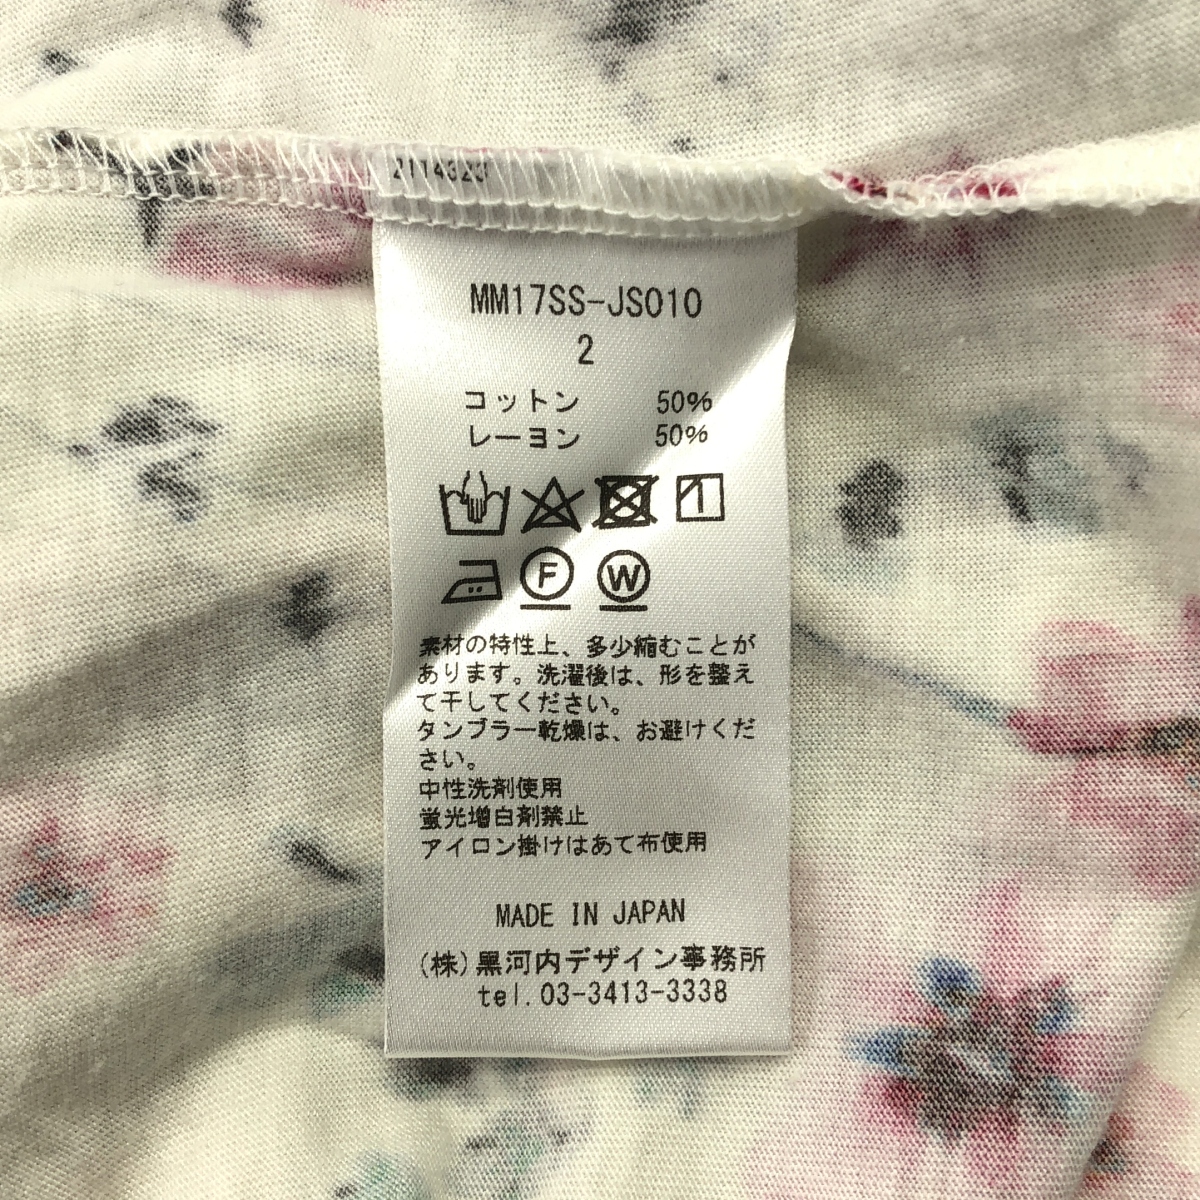 2114323
MM17SS-JS010
2
コットン 50%
レーヨン 50%
F W
素材の特性上、多少縮むことが
あります。洗濯後は、形を整え
て干してください。
タンブラー乾燥は、お避けくだ
さい。
中性洗剤使用
蛍光増白剤禁止
アイロン掛けはあて布使用
MADE IN JAPAN
(株)黒河内デザイン事務所
tel.03-3413-3338